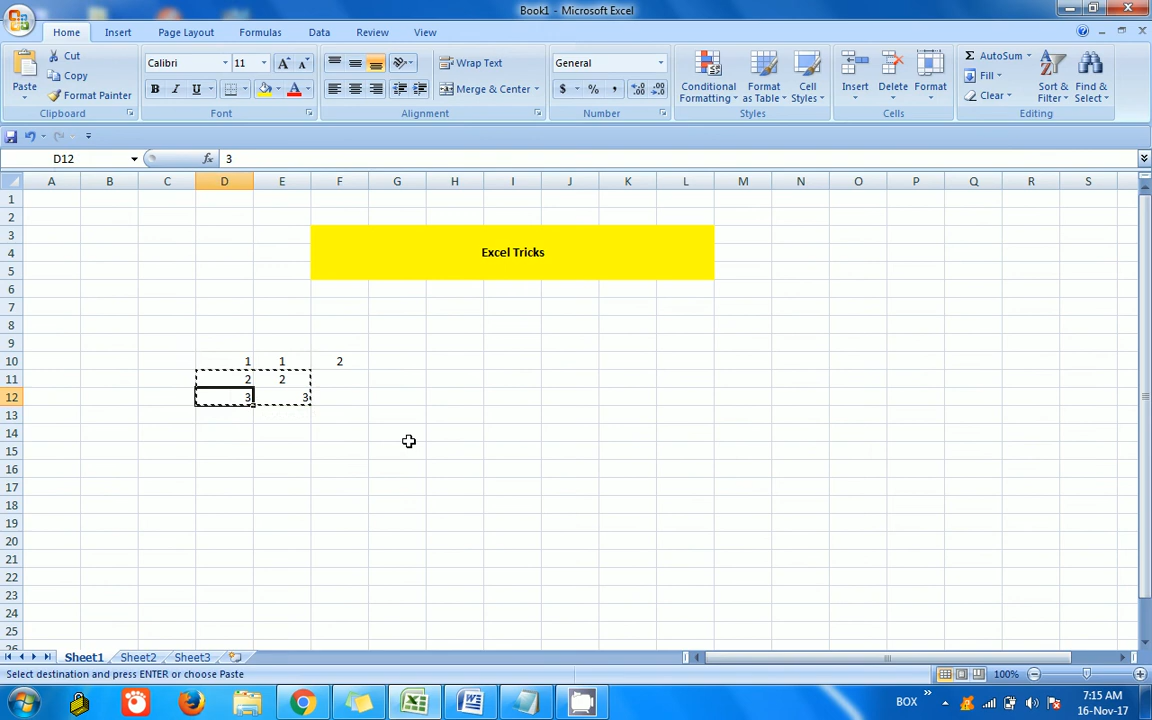 Book1 - Microsoft Excel
Home Insert Page Layout Formulas Data Review View
Cut
Copy
Format Painter
Paste
Clipboard
Calibri 11 A A
B I U A
Font
Wrap Text
Merge & Center
Alignment
General
$ % ,
Number
Conditional Formatting
Format as Table
Cell Styles
Styles
Insert Delete Format
Cells
Σ AutoSum
Fill
Clear
Sort & Filter
Find & Select
Editing
D12 fx 3
A B C D E F G H I J K L M N O P Q R S
1
2
3
4 Excel Tricks
5
6
7
8
9
10 1 1 2
11 2 2
12 3 3
13
14
15
16
17
18
19
20
21
22
23
24
25
26
Sheet1 Sheet2 Sheet3
Select destination and press ENTER or choose Paste 100%
BOX » 7:15 AM
16-Nov-17